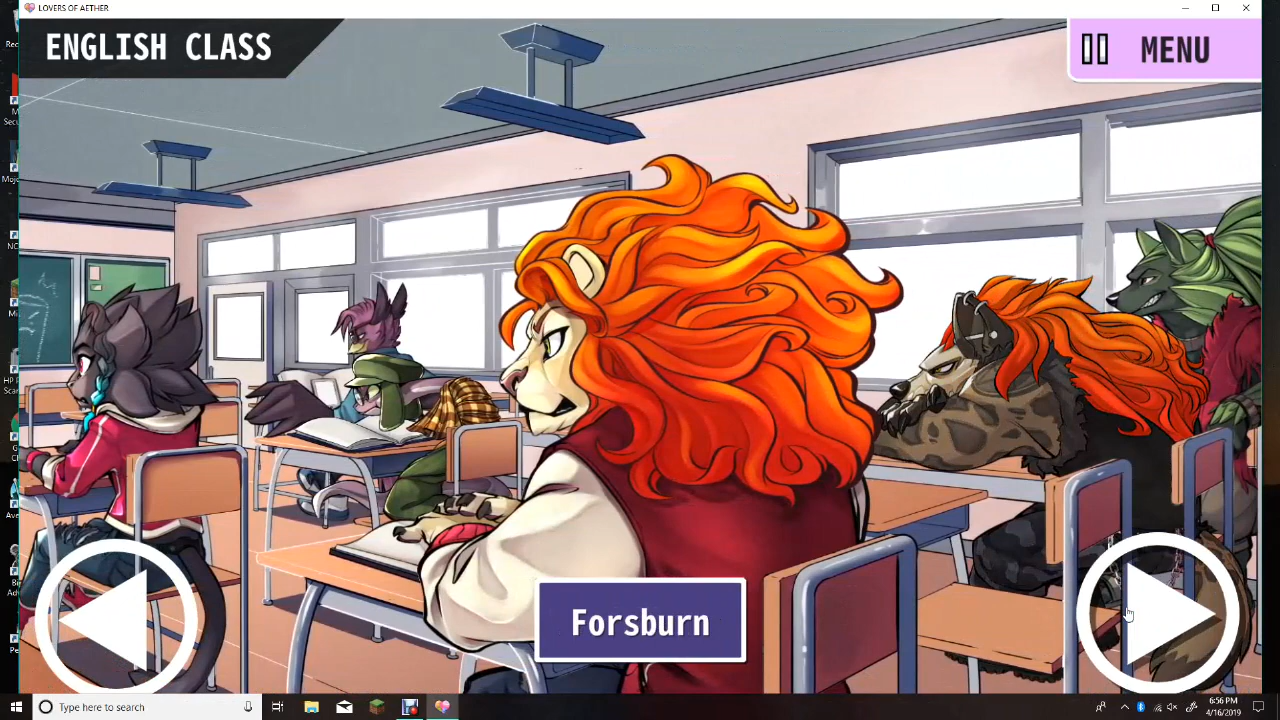 LOVERS OF AETHER
ENGLISH CLASS
MENU
Forsburn
Type here to search
6:56 PM
4/16/2019